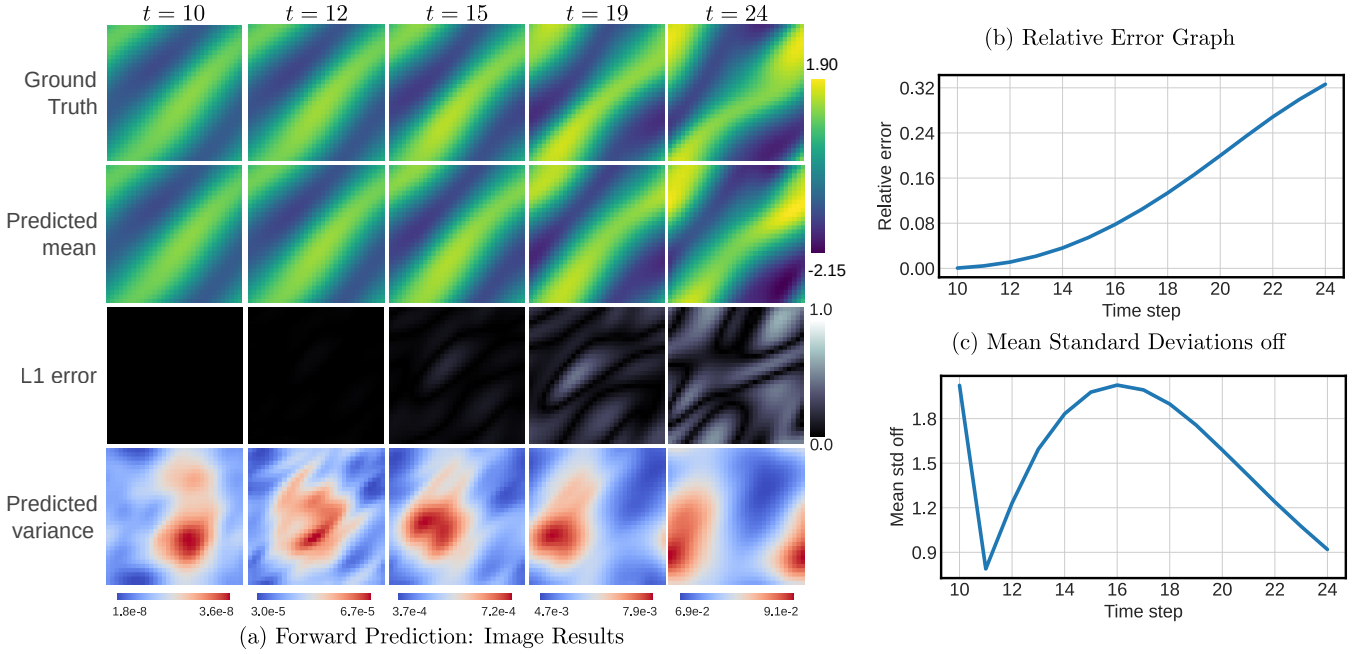 t = 10 t = 12 t = 15 t = 19 t = 24
Ground
Truth
1.90
Predicted
mean
-2.15
1.0
L1 error
0.0
Predicted
variance
1.8e-8 3.6e-8 3.0e-5 6.7e-5 3.7e-4 7.2e-4 4.7e-3 7.9e-3 6.9e-2 9.1e-2
(a) Forward Prediction: Image Results
(b) Relative Error Graph
Relative error
0.32
0.24
0.16
0.08
0.00
10 12 14 16 18 20 22 24
Time step
(c) Mean Standard Deviations off
Mean std off
1.8
1.5
1.2
0.9
10 12 14 16 18 20 22 24
Time step